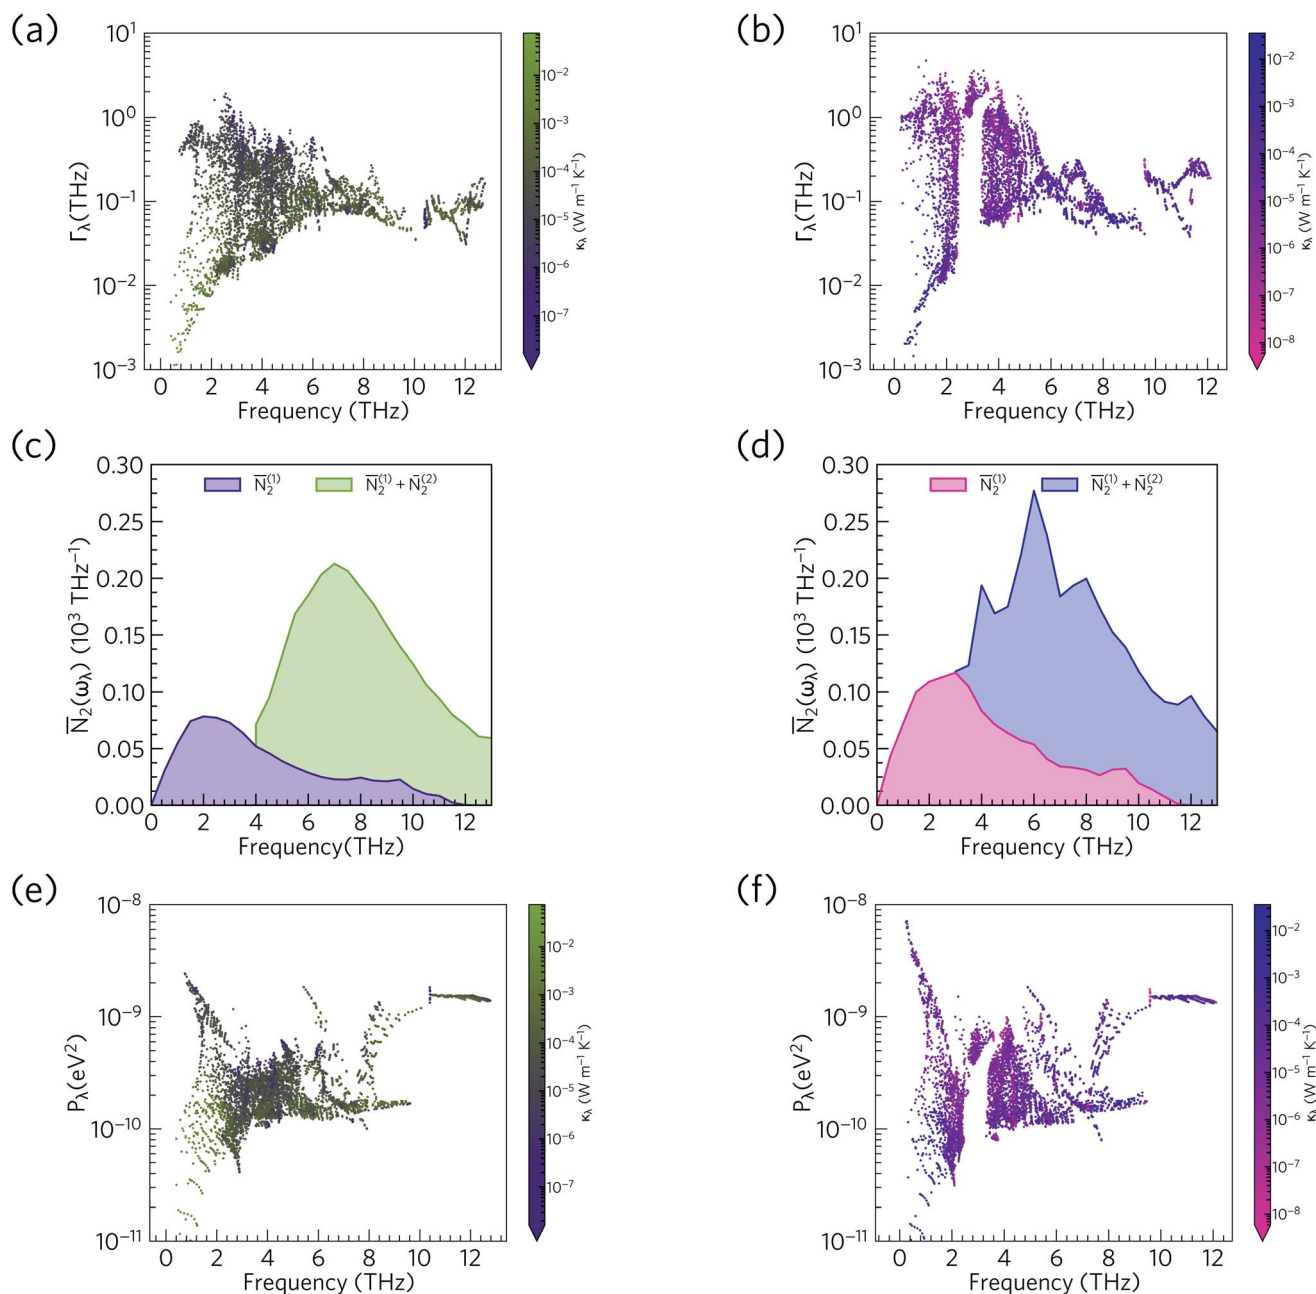 (a)
10¹
10⁰
10⁻¹
10⁻²
10⁻³
Γλ(THz)
0 2 4 6 8 10 12
Frequency (THz)
10⁻²
10⁻³
10⁻⁴
10⁻⁵
10⁻⁶
10⁻⁷
κλ (W m⁻¹ K⁻¹)
(b)
10¹
10⁰
10⁻¹
10⁻²
10⁻³
Γλ(THz)
0 2 4 6 8 10 12
Frequency (THz)
10⁻²
10⁻³
10⁻⁴
10⁻⁵
10⁻⁶
10⁻⁷
10⁻⁸
κλ (W m⁻¹ K⁻¹)
(c)
0.30
0.25
0.20
0.15
0.10
0.05
0.00
N̅₂(ωλ) (10³ THz⁻¹)
N̅₂⁽¹⁾ N̅₂⁽¹⁾ + N̅₂⁽²⁾
0 2 4 6 8 10 12
Frequency(THz)
(d)
0.30
0.25
0.20
0.15
0.10
0.05
0.00
N̅₂(ωλ) (10³ THz⁻¹)
N̅₂⁽¹⁾ N̅₂⁽¹⁾ + N̅₂⁽²⁾
0 2 4 6 8 10 12
Frequency (THz)
(e)
10⁻⁸
10⁻⁹
10⁻¹⁰
10⁻¹¹
Pλ(eV²)
0 2 4 6 8 10 12
Frequency (THz)
10⁻²
10⁻³
10⁻⁴
10⁻⁵
10⁻⁶
10⁻⁷
κλ (W m⁻¹ K⁻¹)
(f)
10⁻⁸
10⁻⁹
10⁻¹⁰
10⁻¹¹
Pλ(eV²)
0 2 4 6 8 10 12
Frequency (THz)
10⁻²
10⁻³
10⁻⁴
10⁻⁵
10⁻⁶
10⁻⁷
10⁻⁸
κλ (W m⁻¹ K⁻¹)